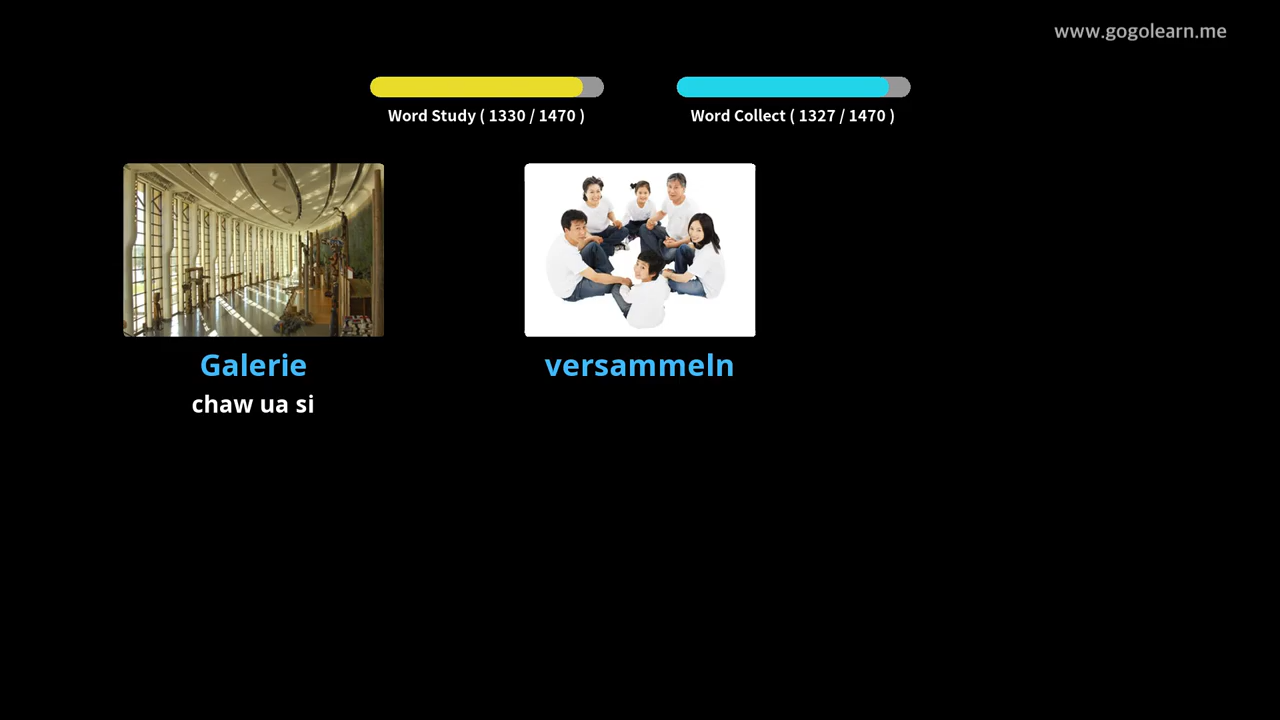 www.gogolearn.me
Word Study ( 1330 / 1470 )
Word Collect ( 1327 / 1470 )
Galerie
versammeln
chaw ua si